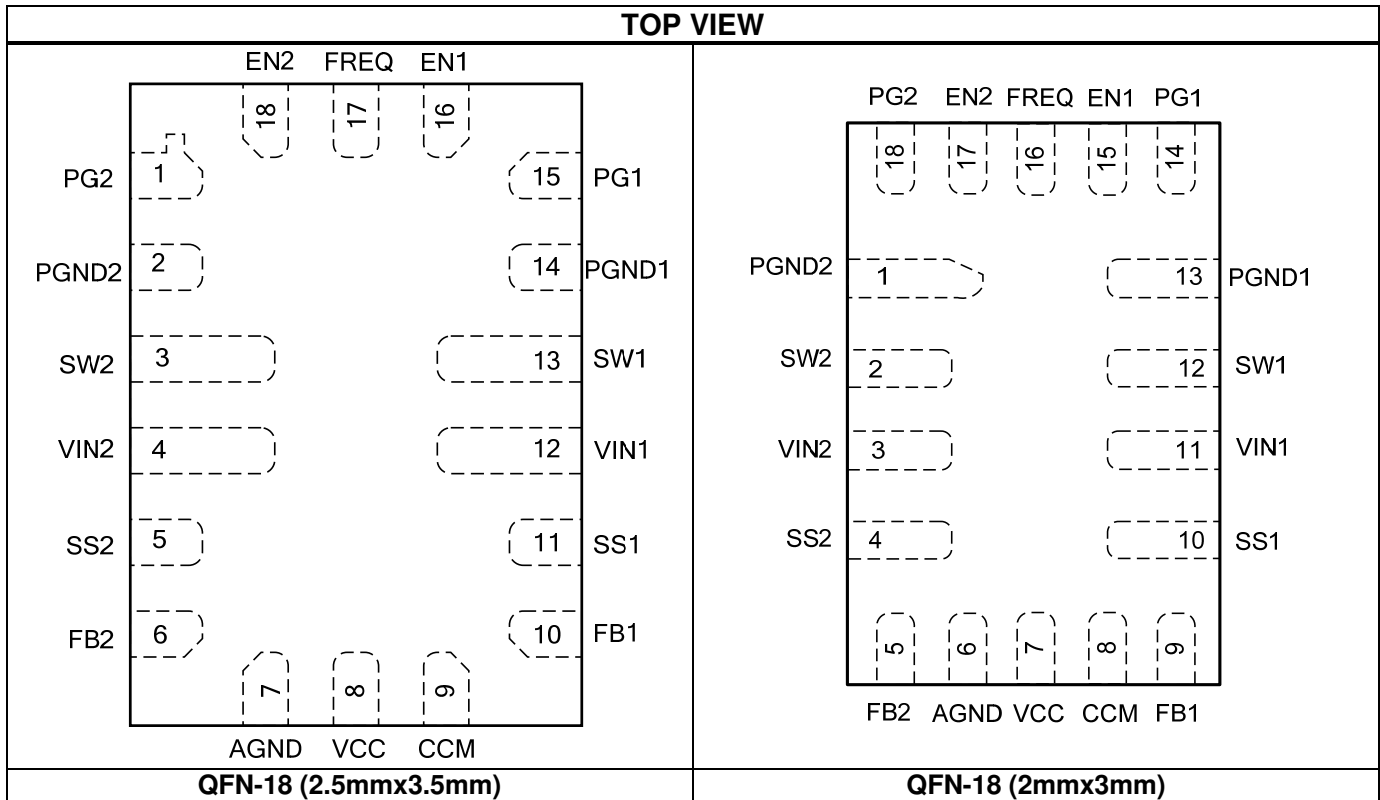 TOP VIEW
EN2 FREQ EN1
18 17 16
PG2 1 15 PG1
PGND2 2 14 PGND1
SW2 3 13 SW1
VIN2 4 12 VIN1
SS2 5 11 SS1
FB2 6 10 FB1
7 8 9
AGND VCC CCM
QFN-18 (2.5mmx3.5mm)
PG2 EN2 FREQ EN1 PG1
18 17 16 15 14
PGND2 1 13 PGND1
SW2 2 12 SW1
VIN2 3 11 VIN1
SS2 4 10 SS1
5 6 7 8 9
FB2 AGND VCC CCM FB1
QFN-18 (2mmx3mm)